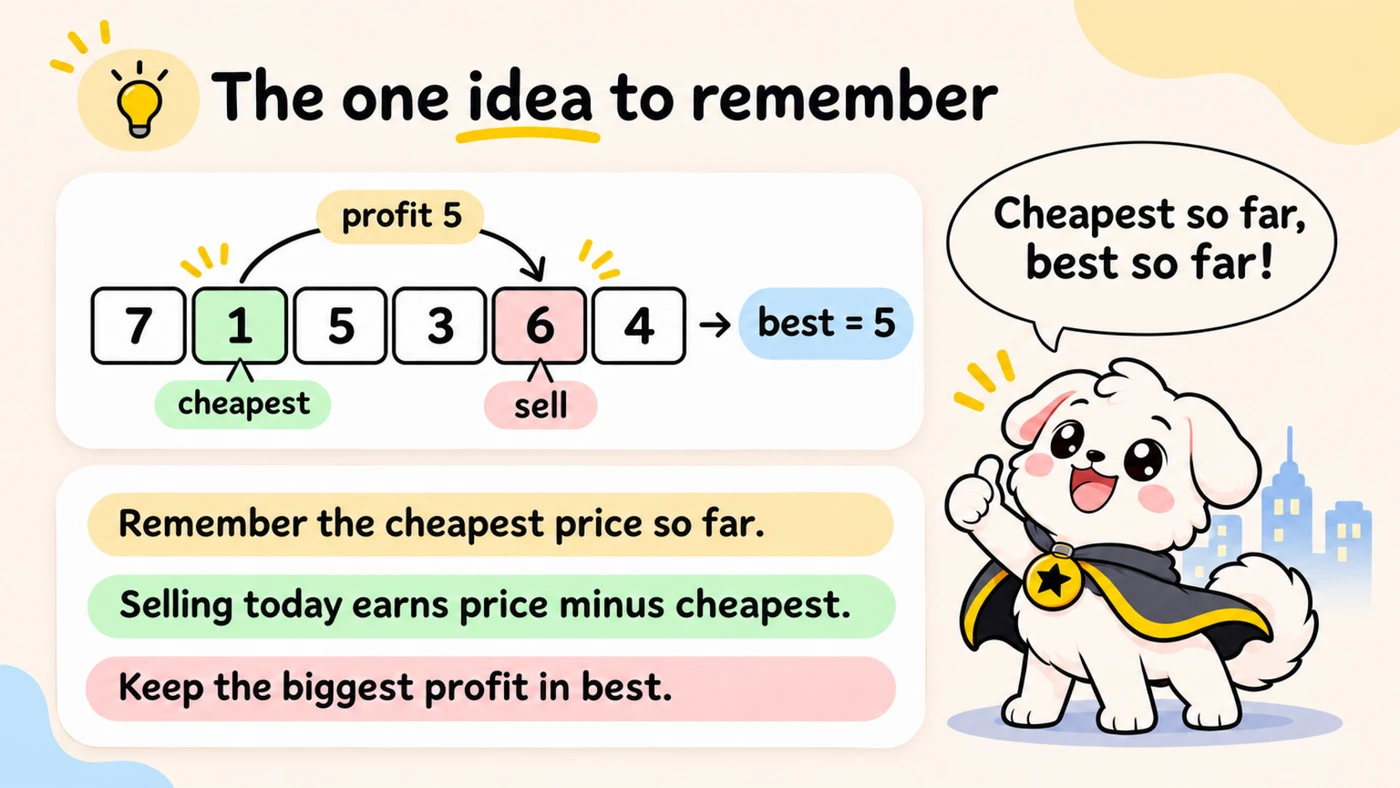 The one idea to remember
profit 5
7 1 5 3 6 4 → best = 5
cheapest
sell
Cheapest so far,
best so far!
Remember the cheapest price so far.
Selling today earns price minus cheapest.
Keep the biggest profit in best.